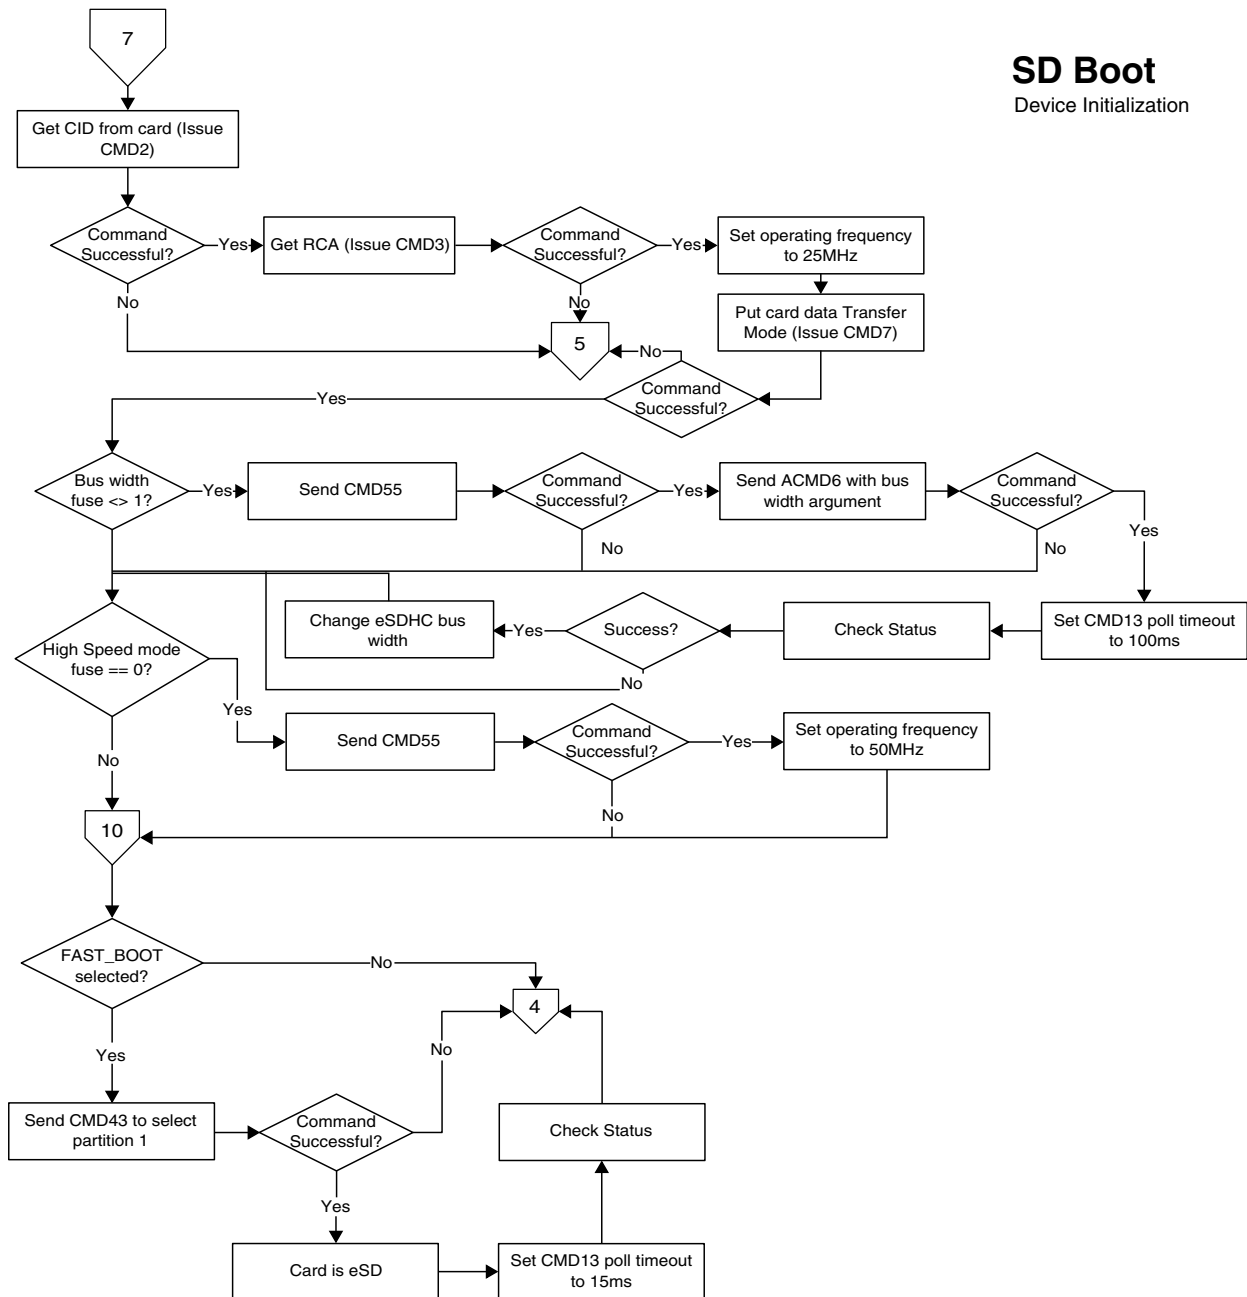 7
SD Boot
Device Initialization
Get CID from card (Issue
CMD2)
Command
Successful?
Yes
Get RCA (Issue CMD3)
Command
Successful?
Yes
Set operating frequency
to 25MHz
No
No
5
Put card data Transfer
Mode (Issue CMD7)
No
Command
Successful?
Yes
Bus width
fuse <> 1?
Yes
Send CMD55
Command
Successful?
Yes
Send ACMD6 with bus
width argument
Command
Successful?
Yes
No
No
High Speed mode
fuse == 0?
Change eSDHC bus
width
Yes
Success?
Check Status
Set CMD13 poll timeout
to 100ms
No
Yes
Send CMD55
Command
Successful?
Yes
Set operating frequency
to 50MHz
No
No
10
FAST_BOOT
selected?
No
4
Yes
No
Send CMD43 to select
partition 1
Command
Successful?
Check Status
Yes
Card is eSD
Set CMD13 poll timeout
to 15ms